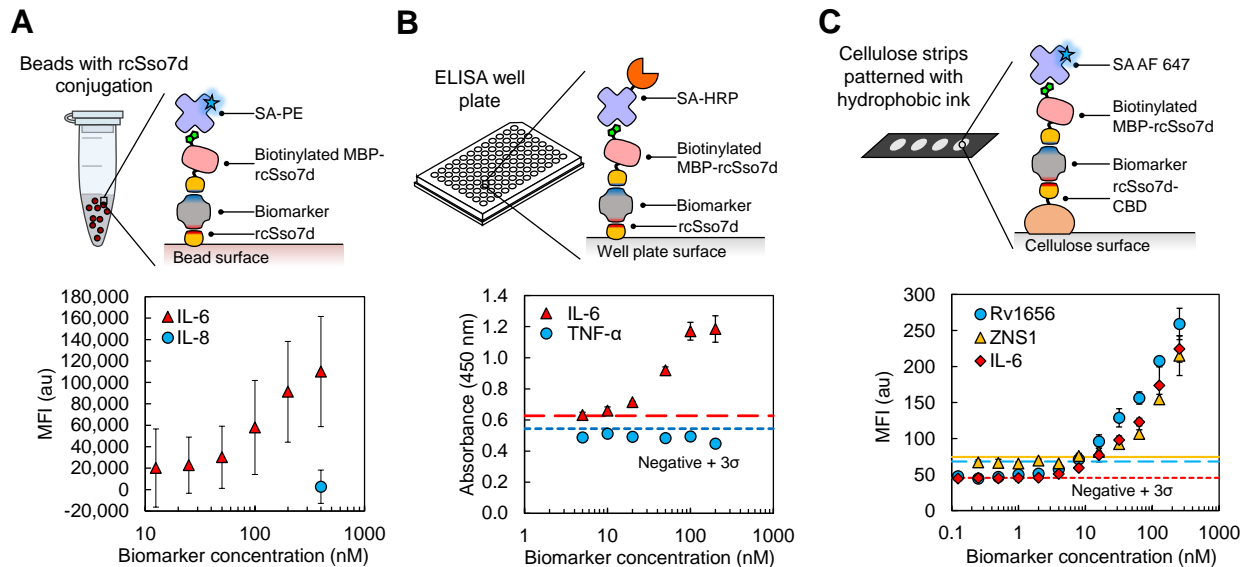 A
Beads with rcSso7d
conjugation
SA-PE
Biotinylated MBP-
rcSso7d
Biomarker
rcSso7d
Bead surface
180,000
160,000
140,000
120,000
100,000
80,000
60,000
40,000
20,000
0
-20,000
MFI (au)
IL-6
IL-8
10
100
1000
Biomarker concentration (nM)
B
ELISA well
plate
SA-HRP
Biotinylated
MBP-rcSso7d
Biomarker
rcSso7d
Well plate surface
1.4
1.2
1.0
0.8
0.6
0.4
0.2
0.0
Absorbance (450 nm)
IL-6
TNF-α
Negative + 3σ
1
10
100
1000
Biomarker concentration (nM)
C
Cellulose strips
patterned with
hydrophobic ink
SA AF 647
Biotinylated
MBP-rcSso7d
Biomarker
rcSso7d-
CBD
Cellulose surface
300
250
200
150
100
50
0
MFI (au)
Rv1656
ZNS1
IL-6
Negative + 3σ
0.1
1
10
100
1000
Biomarker concentration (nM)